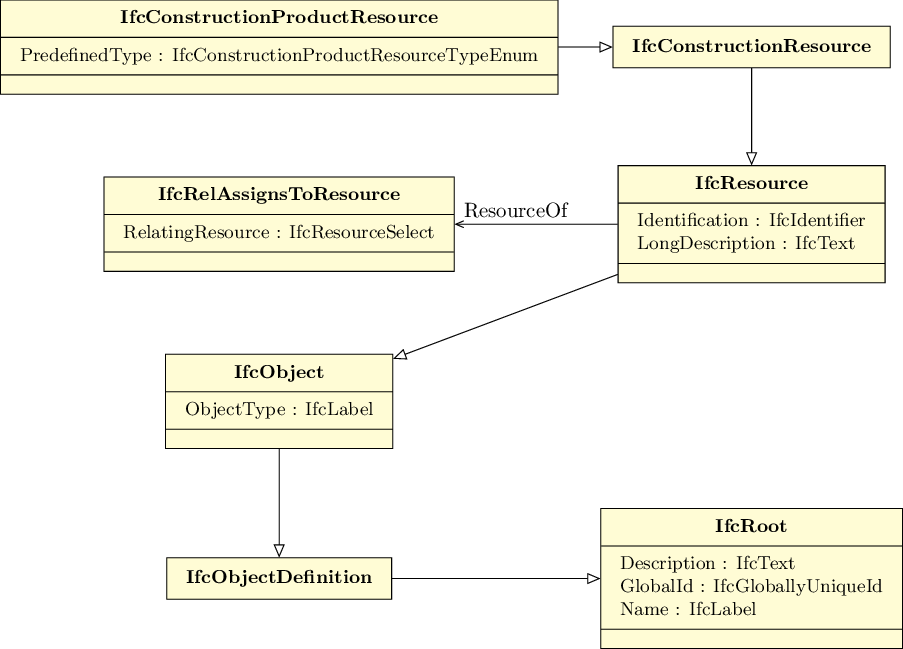 IfcConstructionProductResource
PredefinedType : IfcConstructionProductResourceTypeEnum
IfcConstructionResource
IfcRelAssignsToResource
RelatingResource : IfcResourceSelect
ResourceOf
IfcResource
Identification : IfcIdentifier
LongDescription : IfcText
IfcObject
ObjectType : IfcLabel
IfcObjectDefinition
IfcRoot
Description : IfcText
GlobalId : IfcGloballyUniqueId
Name : IfcLabel